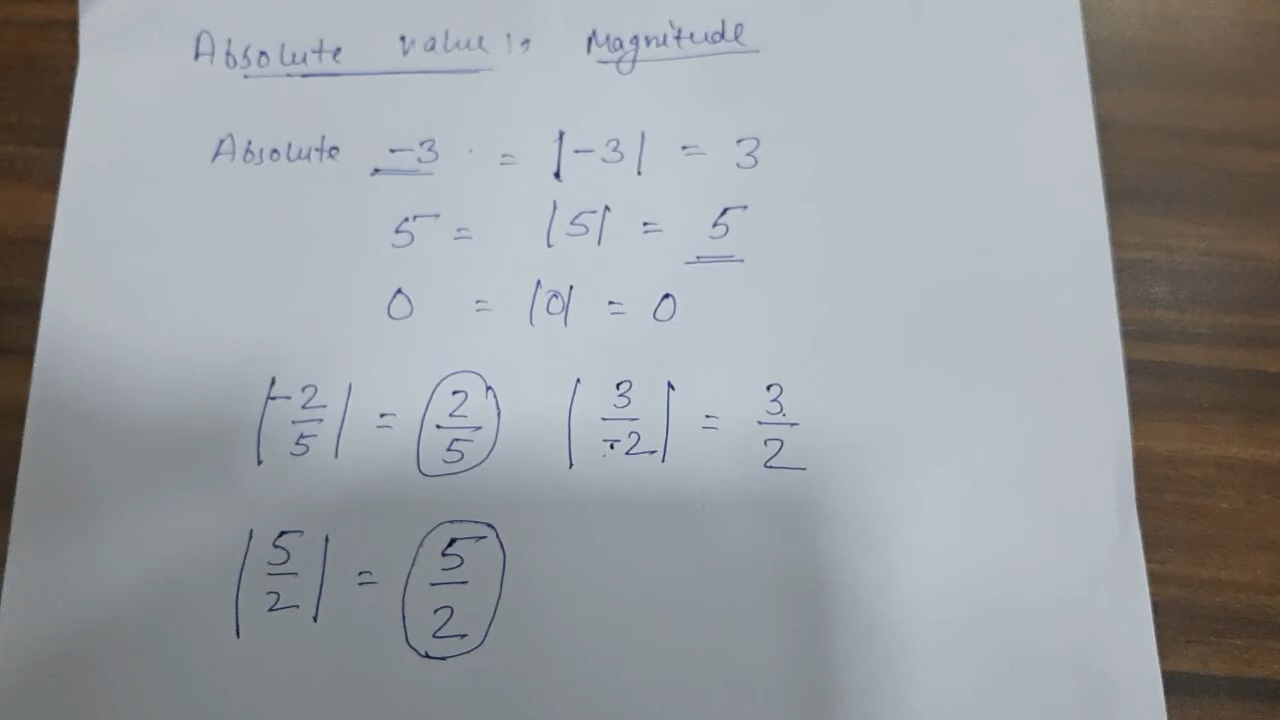 Absolute value is Magnitude
Absolute -3 = |-3| = 3
5 = |5| = 5
0 = |0| = 0
|-2/5| = 2/5 |3/-2| = 3/2
|5/2| = 5/2